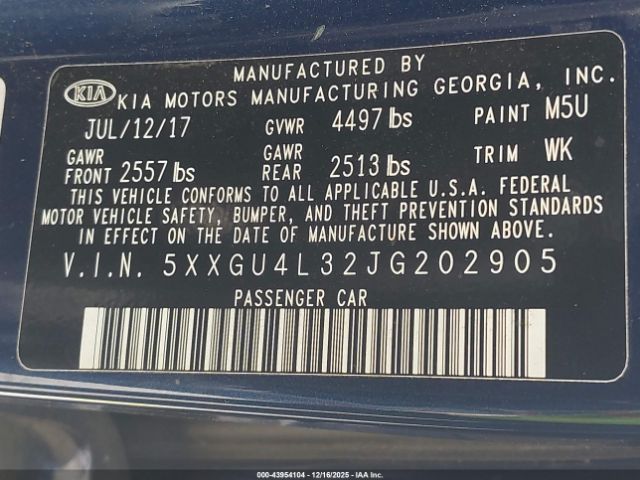 MANUFACTURED BY
KIA KIA MOTORS MANUFACTURING GEORGIA, INC.
JUL/12/17 GVWR 4497 lbs PAINT M5U
GAWR FRONT 2557 lbs GAWR REAR 2513 lbs TRIM WK
THIS VEHICLE CONFORMS TO ALL APPLICABLE U.S.A. FEDERAL
MOTOR VEHICLE SAFETY, BUMPER, AND THEFT PREVENTION STANDARDS
IN EFFECT ON THE DATE OF MANUFACTURE SHOWN ABOVE.
V.I.N. 5XXGU4L32JG202905
PASSENGER CAR
000-43954104 - 12/16/2025 - IAA Inc.